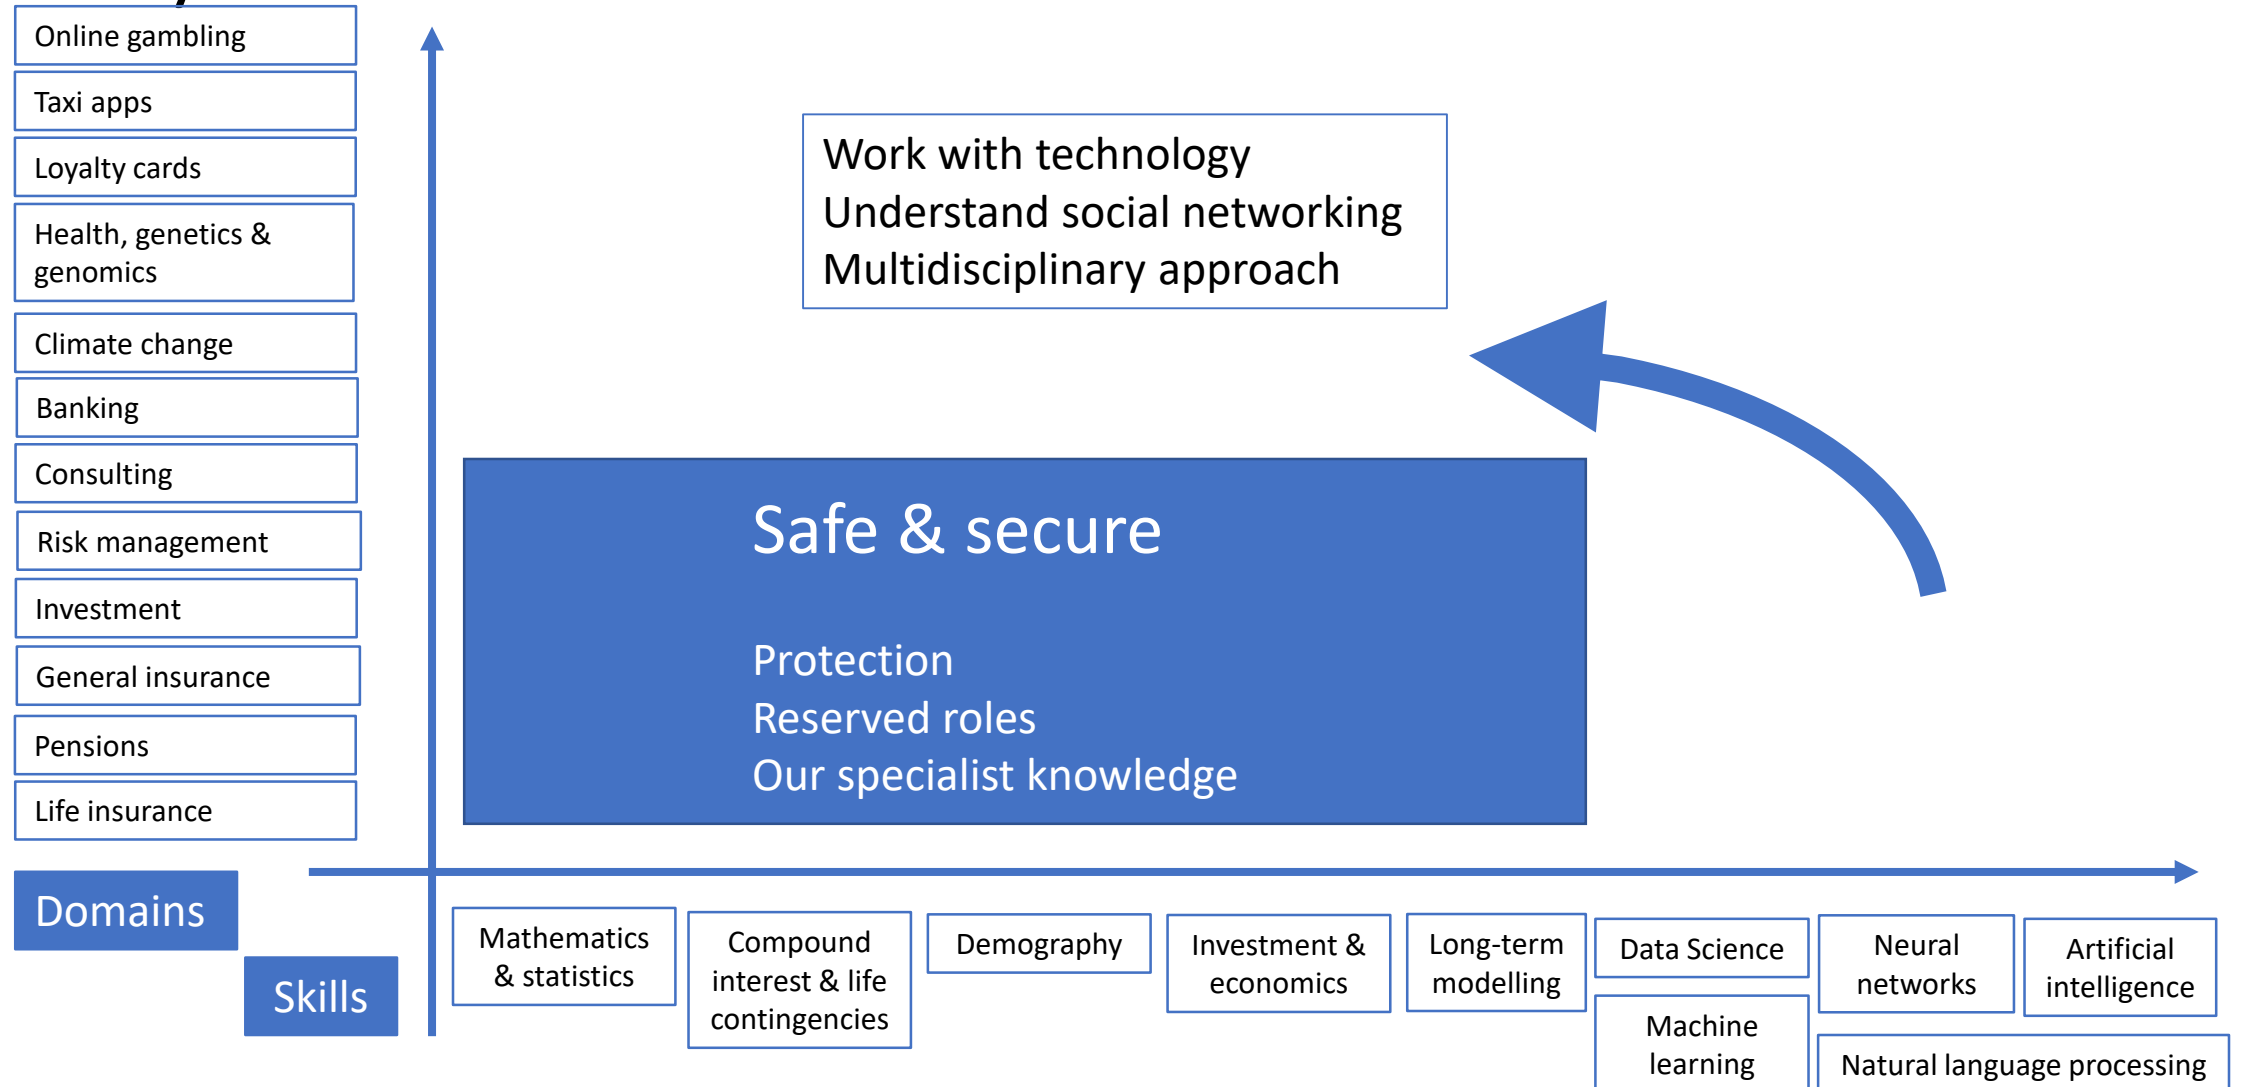 Online gambling
Taxi apps
Loyalty cards
Health, genetics &
genomics
Climate change
Banking
Consulting
Risk management
Investment
General insurance
Pensions
Life insurance
Domains
Skills
Work with technology
Understand social networking
Multidisciplinary approach
Safe & secure
Protection
Reserved roles
Our specialist knowledge
Mathematics
& statistics
Compound
interest & life
contingencies
Demography
Investment &
economics
Long-term
modelling
Data Science
Machine
learning
Neural
networks
Artificial
intelligence
Natural language processing